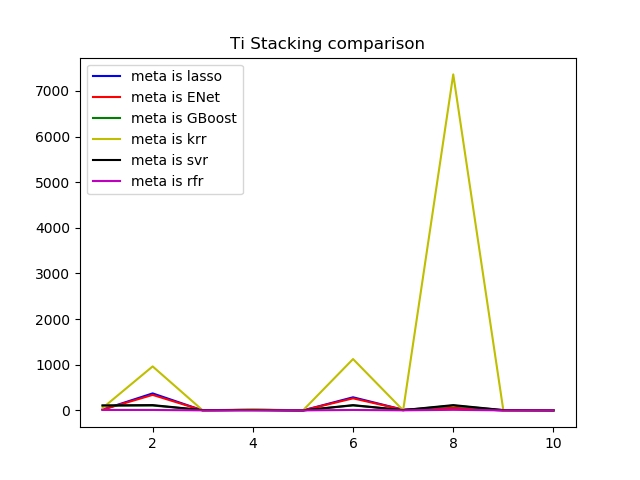 Ti Stacking comparison
meta is lasso
meta is ENet
meta is GBoost
meta is krr
meta is svr
meta is rfr
7000
6000
5000
4000
3000
2000
1000
0
2 4 6 8 10